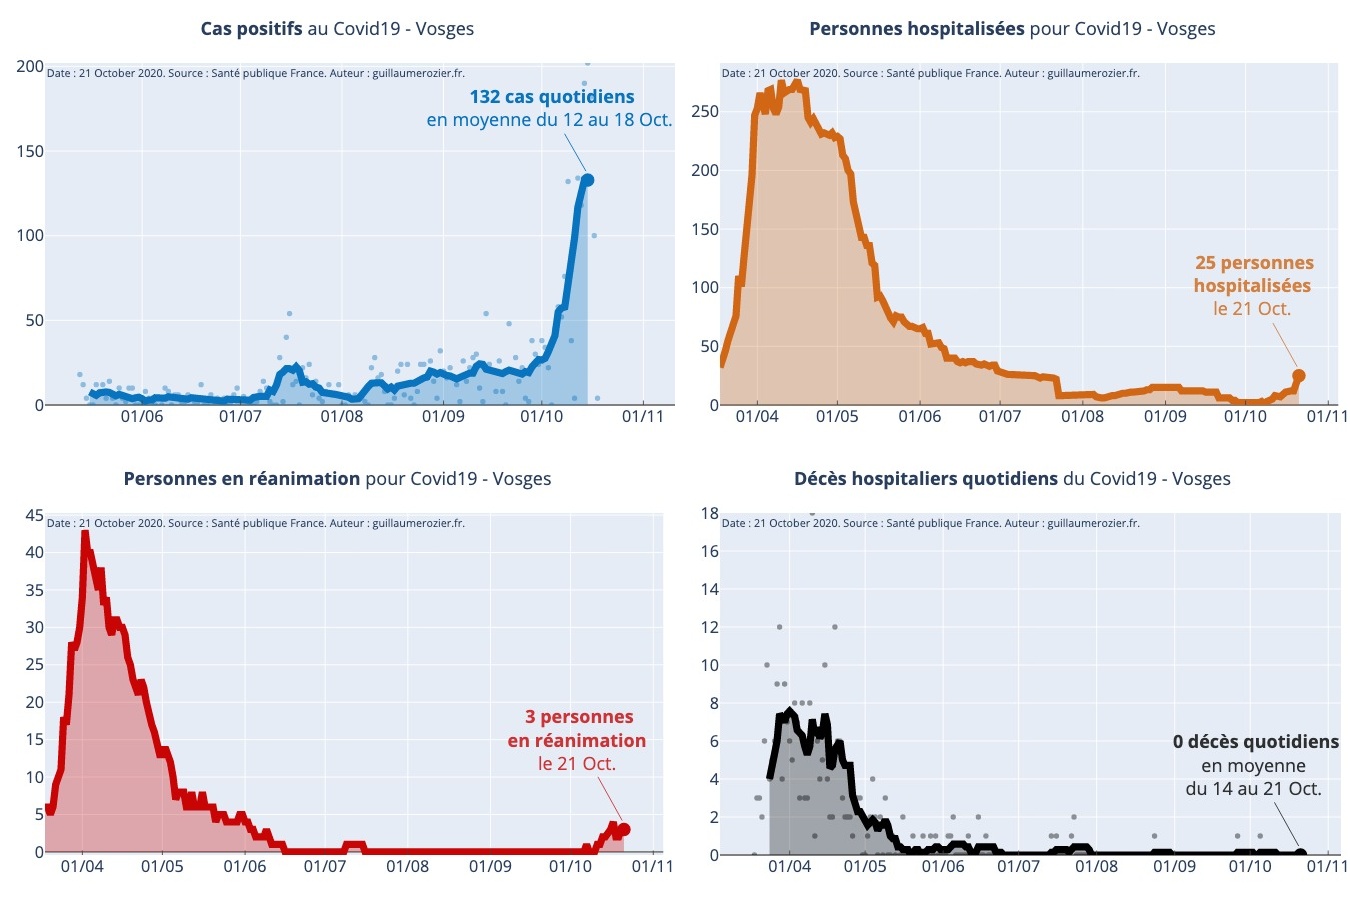 Cas positifs au Covid19 - Vosges
Date : 21 October 2020. Source : Santé publique France. Auteur : guillaumerozier.fr.
132 cas quotidiens
en moyenne du 12 au 18 Oct.
200
150
100
50
0
01/06 01/07 01/08 01/09 01/10 01/11
Personnes hospitalisées pour Covid19 - Vosges
Date : 21 October 2020. Source : Santé publique France. Auteur : guillaumerozier.fr.
250
200
150
100
50
0
25 personnes
hospitalisées
le 21 Oct.
01/04 01/05 01/06 01/07 01/08 01/09 01/10 01/11
Personnes en réanimation pour Covid19 - Vosges
Date : 21 October 2020. Source : Santé publique France. Auteur : guillaumerozier.fr.
45
40
35
30
25
20
15
10
5
0
3 personnes
en réanimation
le 21 Oct.
01/04 01/05 01/06 01/07 01/08 01/09 01/10 01/11
Décès hospitaliers quotidiens du Covid19 - Vosges
Date : 21 October 2020. Source : Santé publique France. Auteur : guillaumerozier.fr.
18
16
14
12
10
8
6
4
2
0
0 décès quotidiens
en moyenne
du 14 au 21 Oct.
01/04 01/05 01/06 01/07 01/08 01/09 01/10 01/11